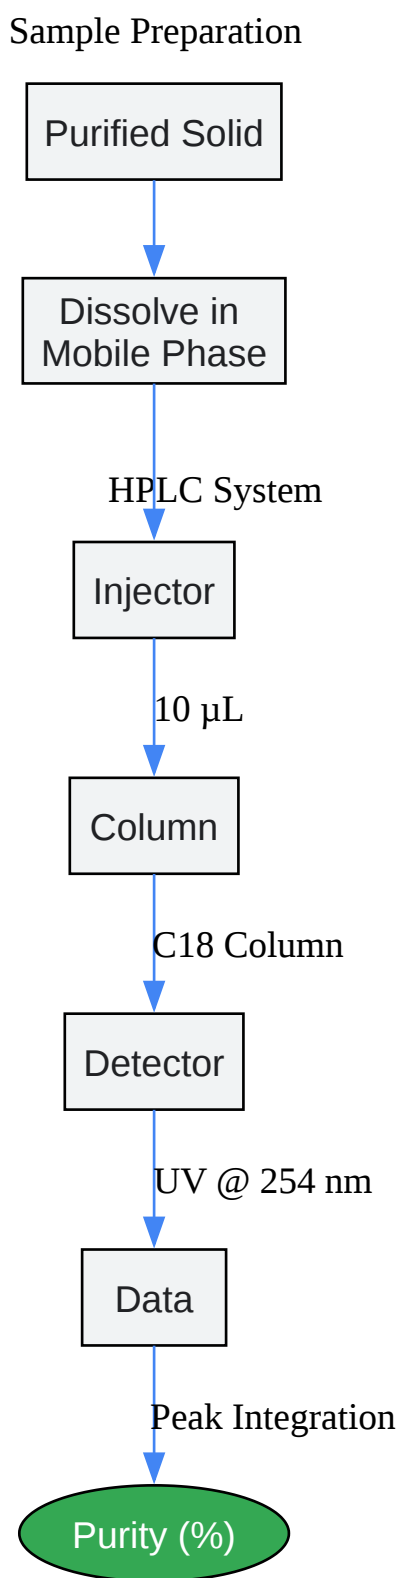 Sample Preparation
Purified Solid
Dissolve in
Mobile Phase
HPLC System
Injector
10 µL
Column
C18 Column
Detector
UV @ 254 nm
Data
Peak Integration
Purity (%)